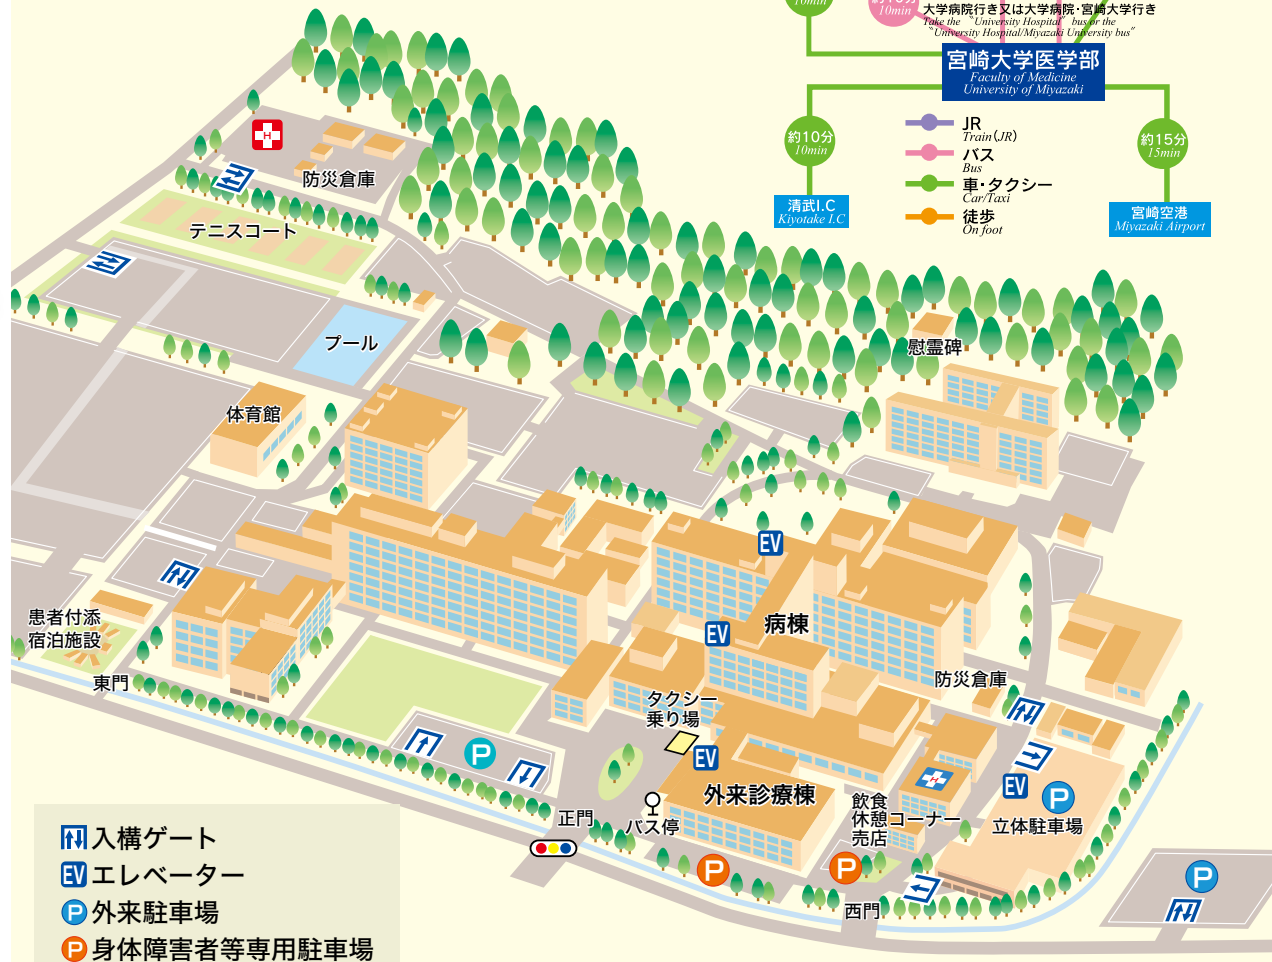 約10分
10min
大学病院行き又は大学病院・宮崎大学行き
Take the "University Hospital" bus or the
"University Hospital/Miyazaki University bus"
10min
宮崎大学医学部
Faculty of Medicine
University of Miyazaki
約10分
10min
清武I.C
Kiyotake I.C
JR
Train(JR)
バス
Bus
車・タクシー
Car/Taxi
徒歩
On foot
約15分
15min
宮崎空港
Miyazaki Airport
H
防災倉庫
テニスコート
プール
慰霊碑
体育館
EV
患者付添
宿泊施設
EV
病棟
東門
防災倉庫
タクシー
乗り場
P
EV
H
EV
P
外来診療棟
飲食
休憩コーナー
売店
立体駐車場
正門
バス停
P
P
西門
P
入構ゲート
EV
エレベーター
P
外来駐車場
P
身体障害者等専用駐車場